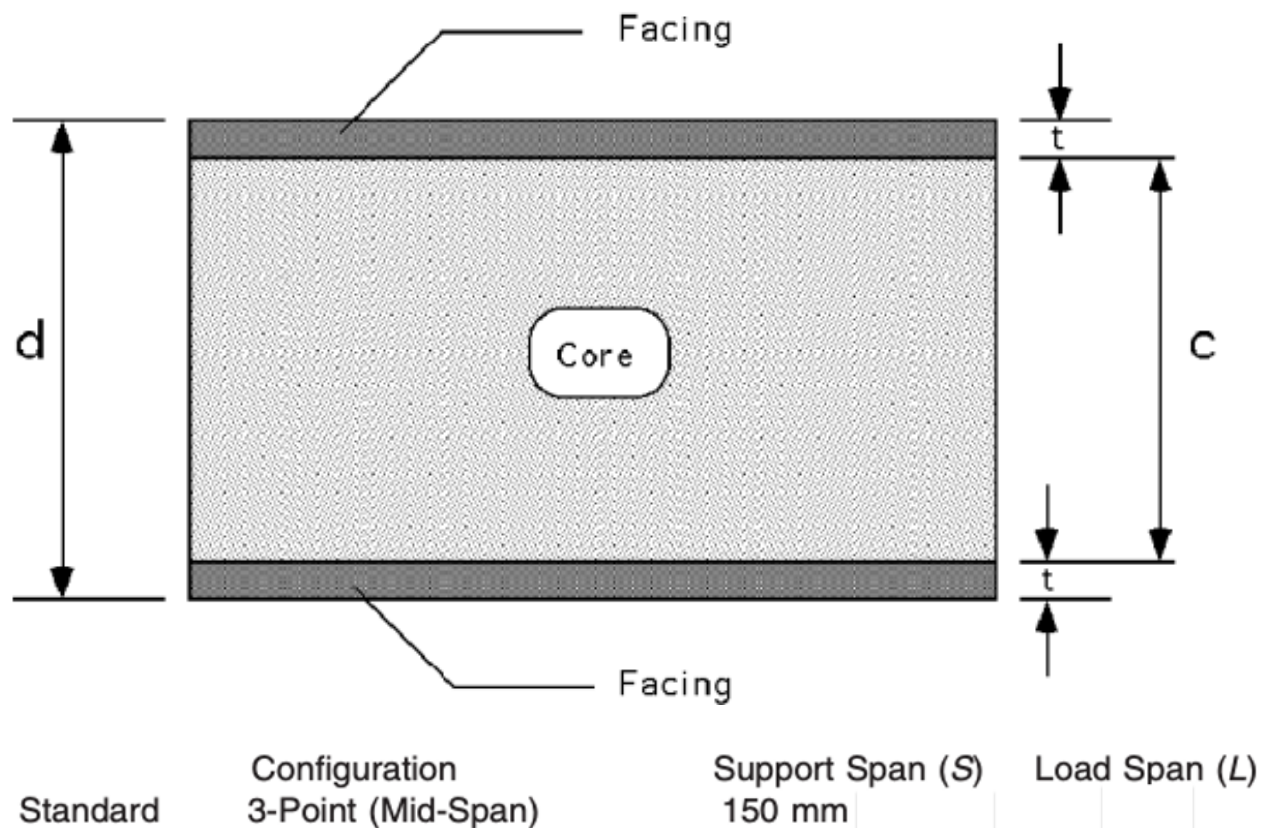 Facing
t
d
Core
c
t
Facing
Configuration Support Span (S) Load Span (L)
Standard 3-Point (Mid-Span) 150 mm